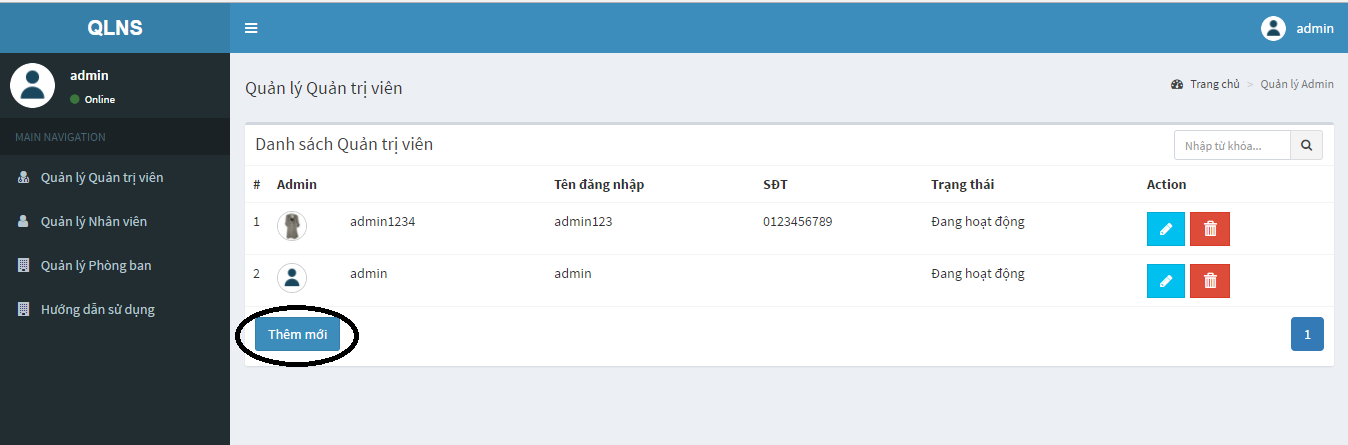 QLNS
admin
admin
Online
MAIN NAVIGATION
Quản lý Quản trị viên
Quản lý Nhân viên
Quản lý Phòng ban
Hướng dẫn sử dụng
Quản lý Quản trị viên
Trang chủ > Quản lý Admin
Danh sách Quản trị viên
Nhập từ khóa...
# Admin Tên đăng nhập SĐT Trạng thái Action
1 admin1234 admin123 0123456789 Đang hoạt động
2 admin admin Đang hoạt động
Thêm mới
1